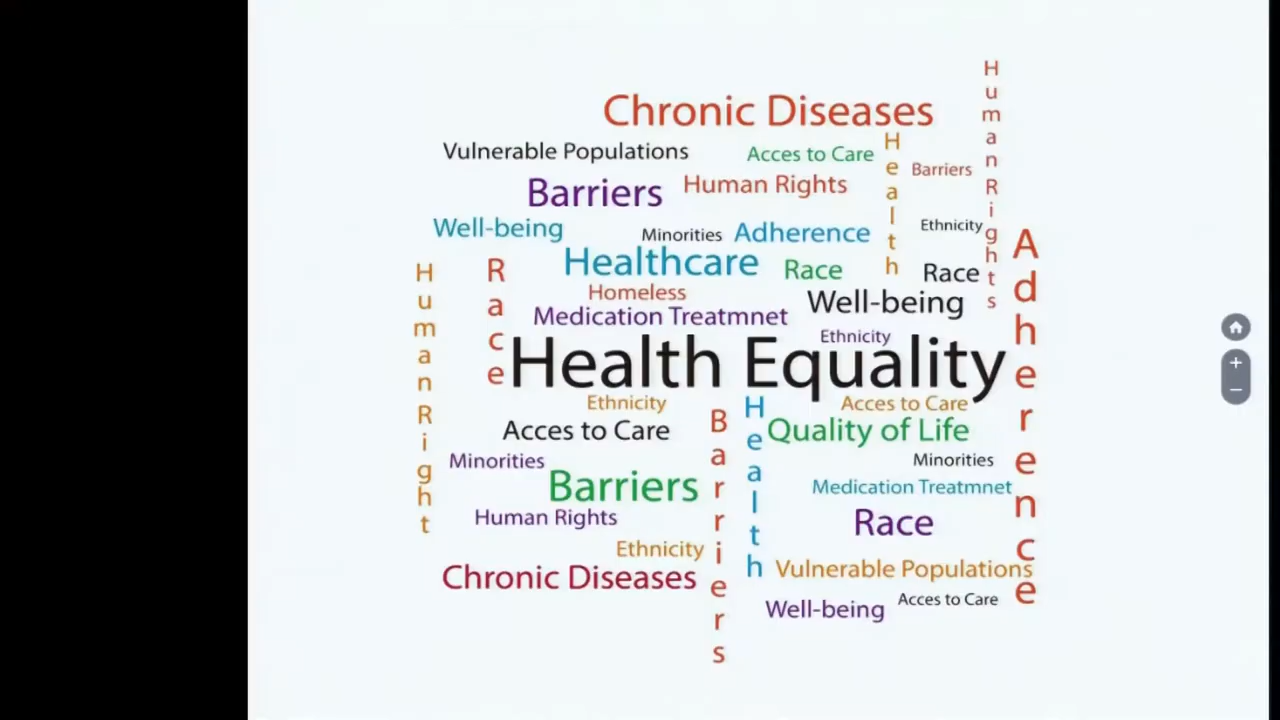 Chronic Diseases
Human Rights
Vulnerable Populations
Acces to Care
Health
Barriers
Barriers
Human Rights
Well-being
Minorities
Adherence
Ethnicity
Adherence
Healthcare
Race
Race
Human Right
Race
Homeless
Well-being
Medication Treatmnet
Ethnicity
Health Equality
Ethnicity
Barriers
Health
Acces to Care
Acces to Care
Quality of Life
Minorities
Minorities
Barriers
Medication Treatmnet
Human Rights
Race
Ethnicity
Chronic Diseases
Vulnerable Populations
Well-being
Acces to Care